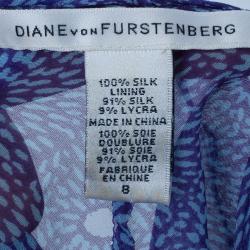 DIANE VON FURSTENBERG
100% SILK
LINING
91% SILK
9% LYCRA
MADE IN CHINA
100% SOIE
DOUBLURE
91% SOIE
9% LYCRA
FABRIQUE
EN CHINE
8